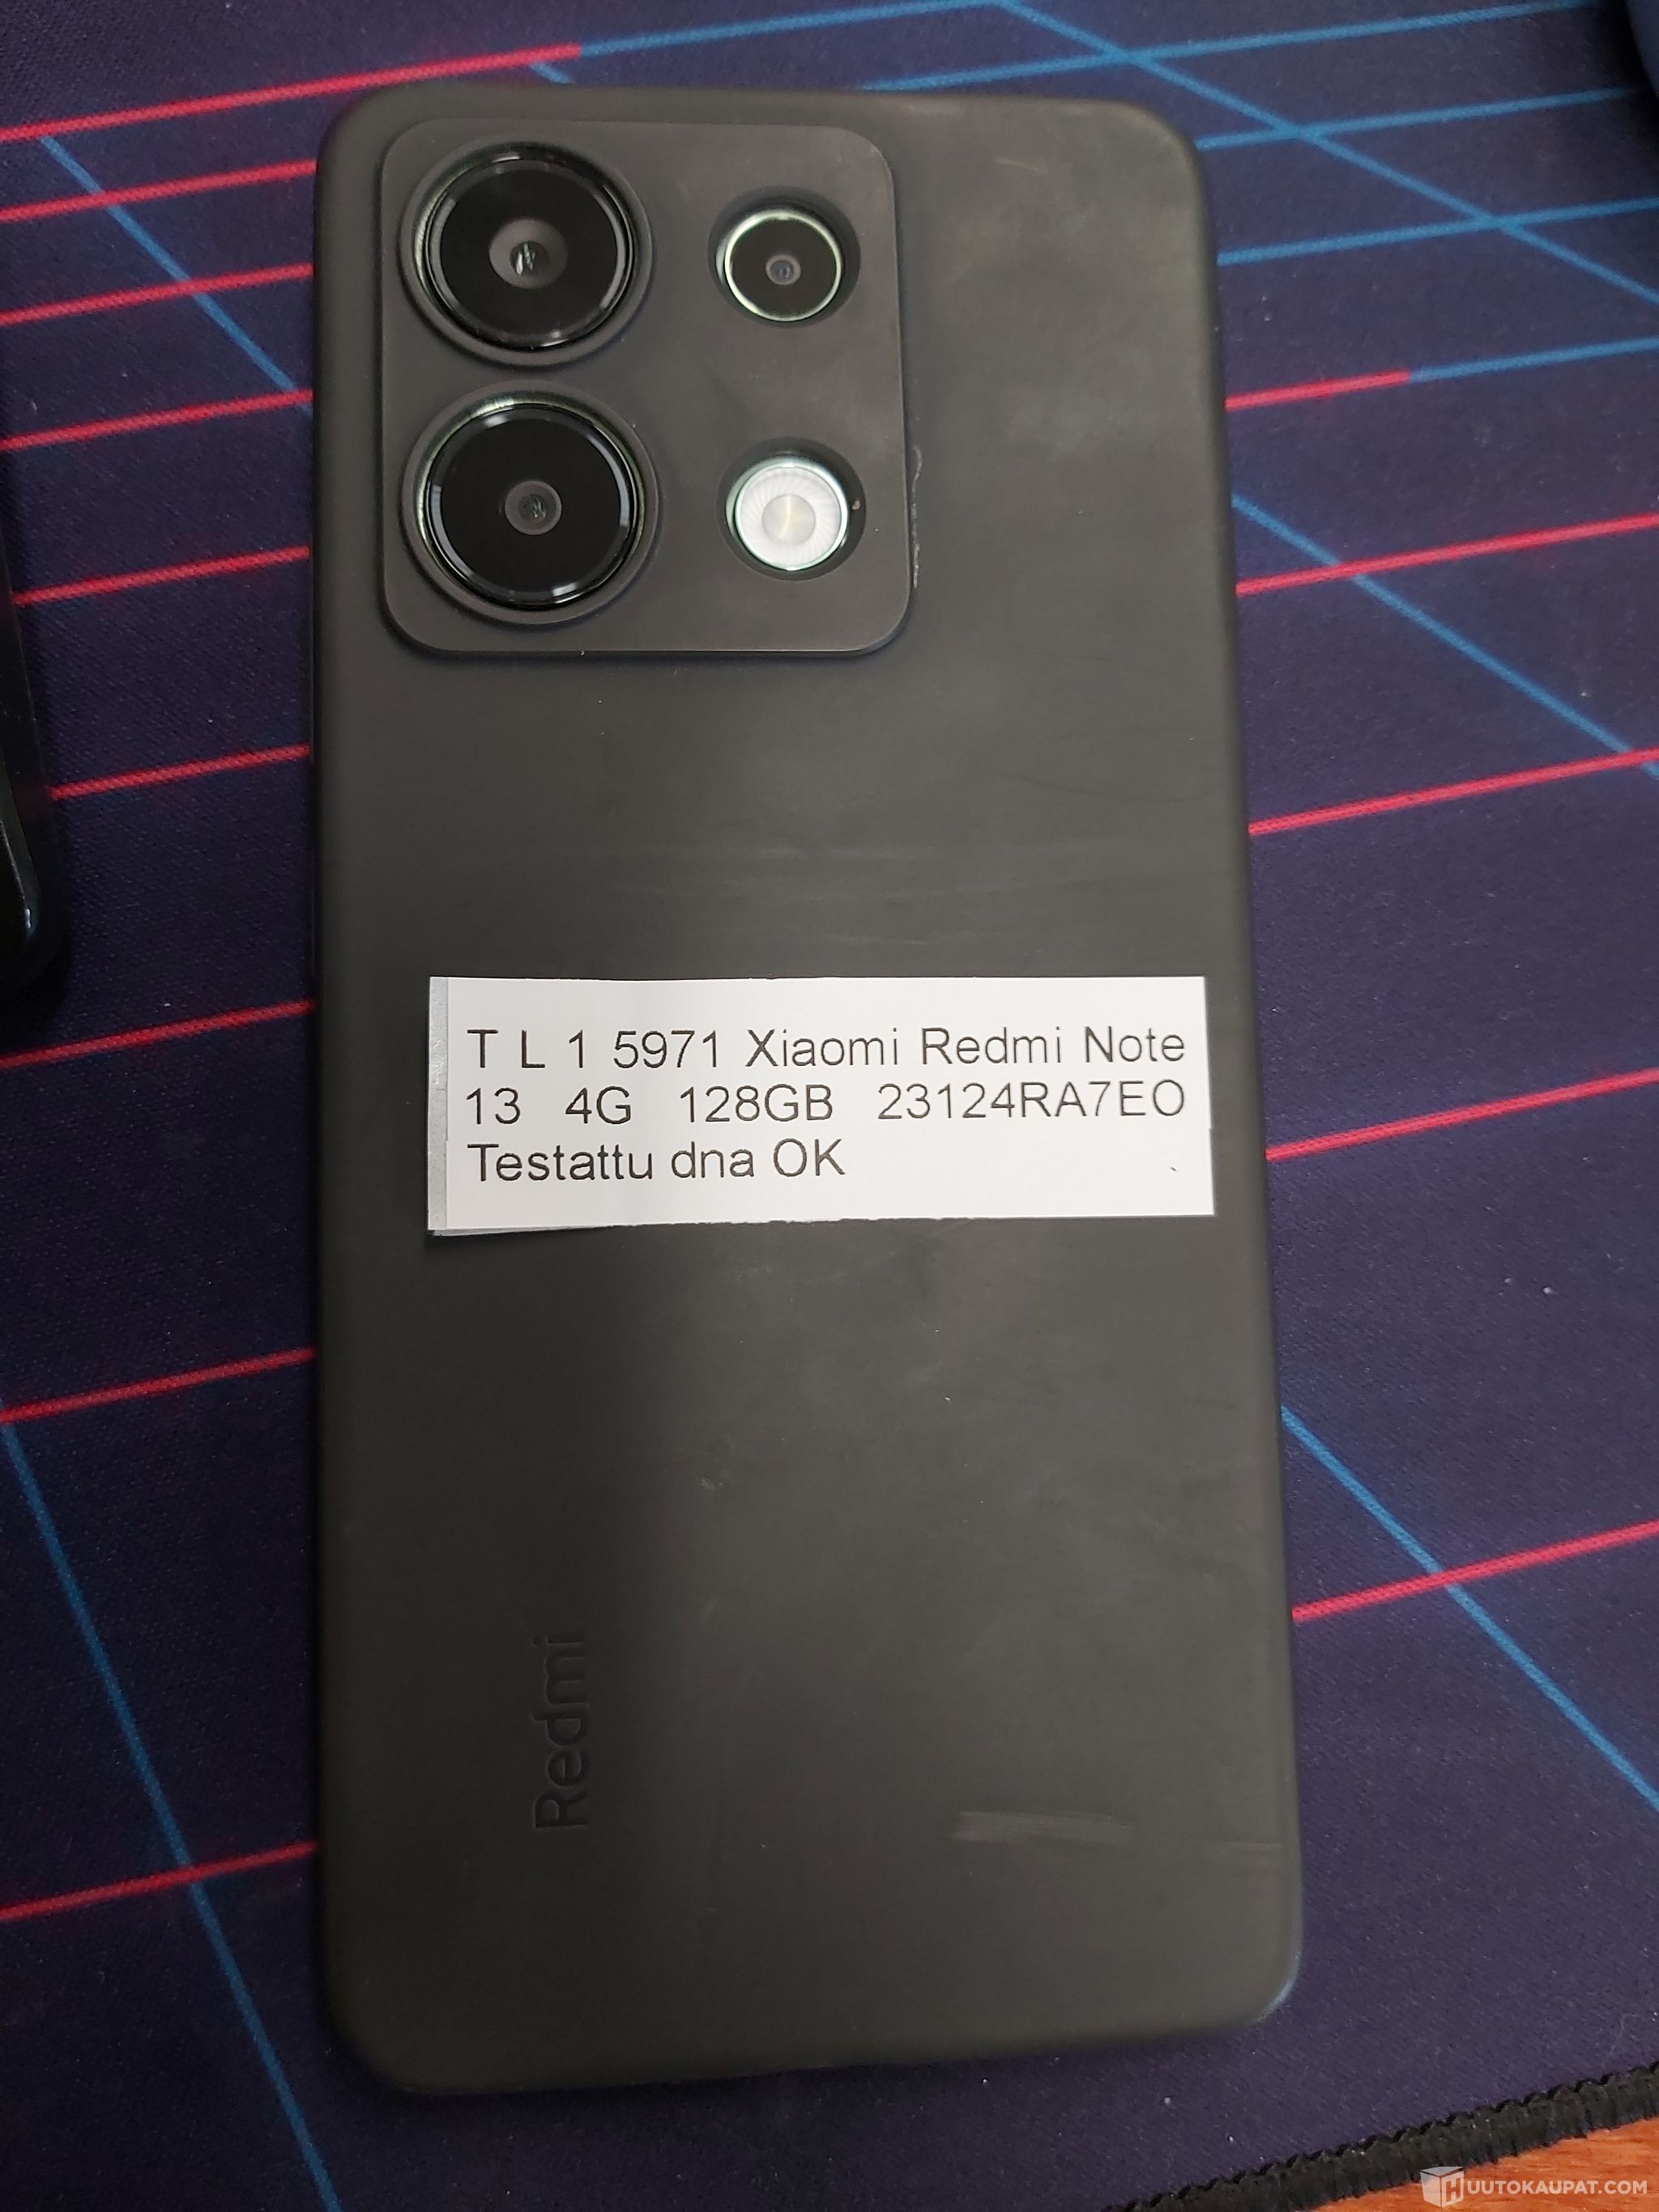 T L 1 5971 Xiaomi Redmi Note
13 4G 128GB 23124RA7EO
Testattu dna OK
Redmi
HUUTOKAUPAT.COM